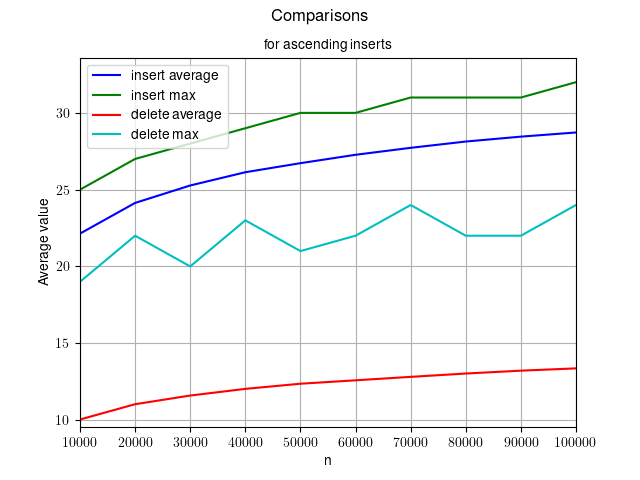 Comparisons
for ascending inserts
insert average
insert max
delete average
delete max
Average value
30
25
20
15
10
10000 20000 30000 40000 50000 60000 70000 80000 90000 100000
n